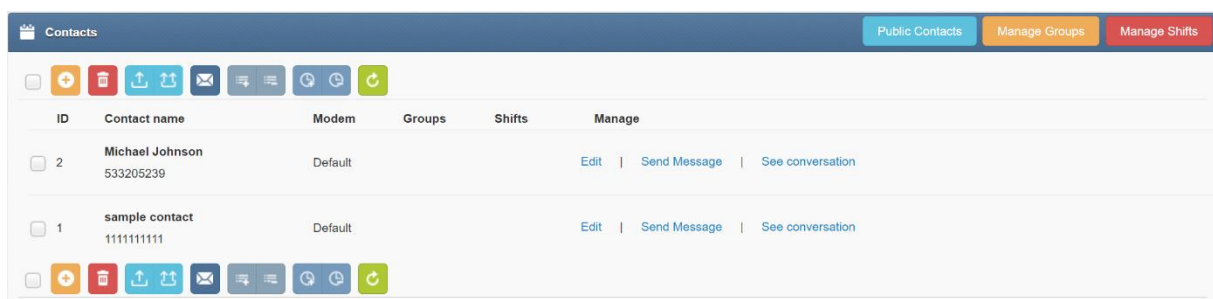 Contacts Public Contacts Manage Groups Manage Shifts
ID Contact name Modem Groups Shifts Manage
2 Michael Johnson Default Edit | Send Message | See conversation
533205239
1 sample contact Default Edit | Send Message | See conversation
1111111111